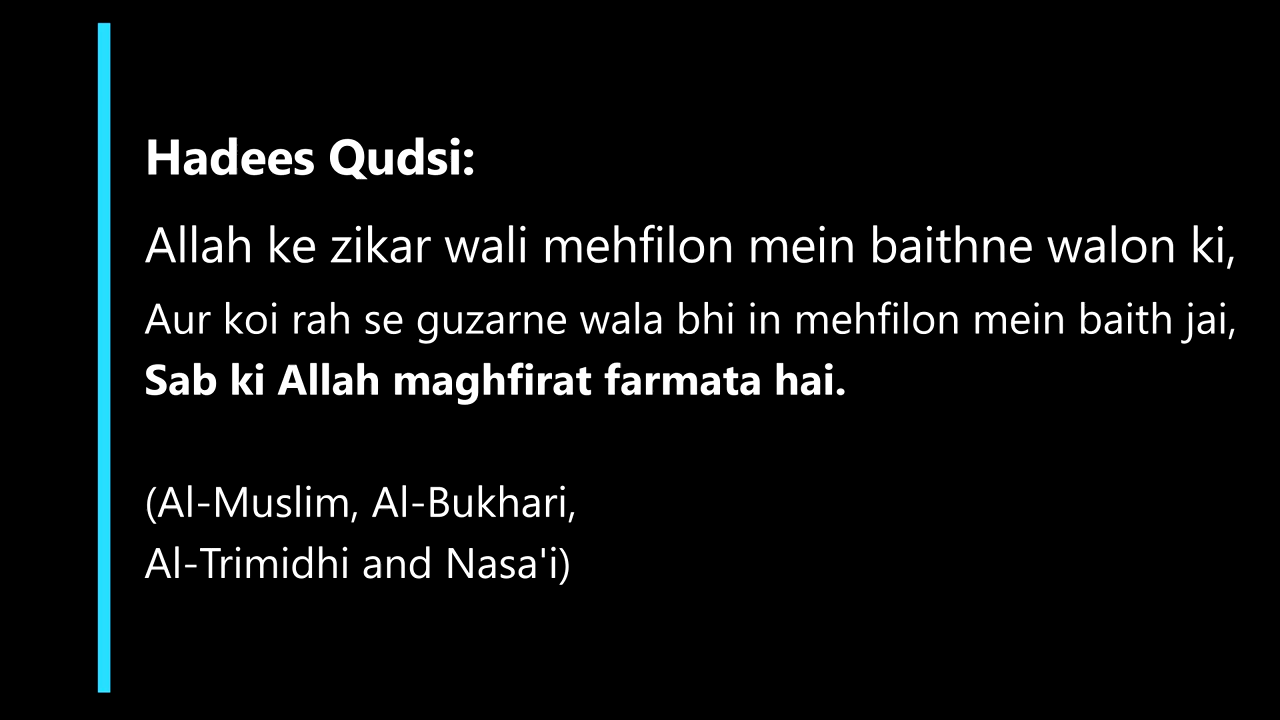 Hadees Qudsi:
Allah ke zikar wali mehfilon mein baithne walon ki,
Aur koi rah se guzarne wala bhi in mehfilon mein baith jai,
Sab ki Allah maghfirat farmata hai.
(Al-Muslim, Al-Bukhari,
Al-Trimidhi and Nasa'i)